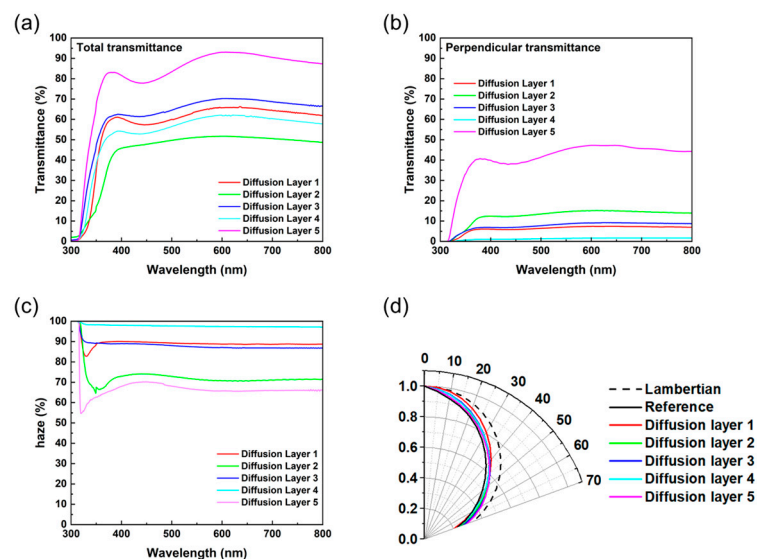 (a)
Total transmittance
Transmittance (%)
100
90
80
70
60
50
40
30
20
10
0
300 400 500 600 700 800
Wavelength (nm)
Diffusion Layer 1
Diffusion Layer 2
Diffusion Layer 3
Diffusion Layer 4
Diffusion Layer 5
(b)
Perpendicular transmittance
Transmittance (%)
100
90
80
70
60
50
40
30
20
10
0
300 400 500 600 700 800
Wavelength (nm)
Diffusion Layer 1
Diffusion Layer 2
Diffusion Layer 3
Diffusion Layer 4
Diffusion Layer 5
(c)
haze (%)
100
90
80
70
60
50
40
30
20
10
0
300 400 500 600 700 800
Wavelength (nm)
Diffusion Layer 1
Diffusion Layer 2
Diffusion Layer 3
Diffusion Layer 4
Diffusion Layer 5
(d)
0 10 20 30 40 50 60 70
1.0
0.8
0.6
0.4
0.2
0.0
Lambertian
Reference
Diffusion layer 1
Diffusion layer 2
Diffusion layer 3
Diffusion layer 4
Diffusion layer 5